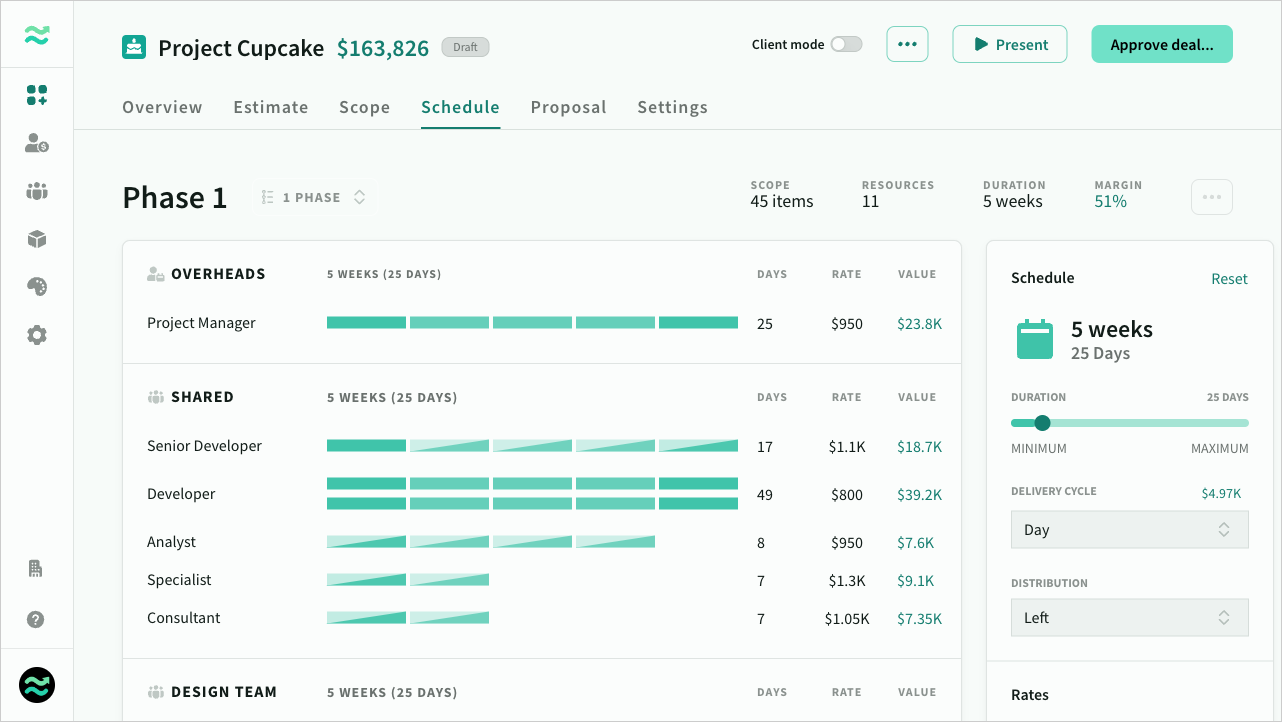 Project Cupcake $163,826 Draft
Client mode ••• Present Approve deal...
Overview Estimate Scope Schedule Proposal Settings
Phase 1 1 PHASE
SCOPE RESOURCES DURATION MARGIN
45 items 11 5 weeks 51%
OVERHEADS 5 WEEKS (25 DAYS) DAYS RATE VALUE
Project Manager 25 $950 $23.8K
SHARED 5 WEEKS (25 DAYS) DAYS RATE VALUE
Senior Developer 17 $1.1K $18.7K
Developer 49 $800 $39.2K
Analyst 8 $950 $7.6K
Specialist 7 $1.3K $9.1K
Consultant 7 $1.05K $7.35K
DESIGN TEAM 5 WEEKS (25 DAYS) DAYS RATE VALUE
Schedule Reset
5 weeks
25 Days
DURATION 25 DAYS
MINIMUM MAXIMUM
DELIVERY CYCLE $4.97K
Day
DISTRIBUTION
Left
Rates